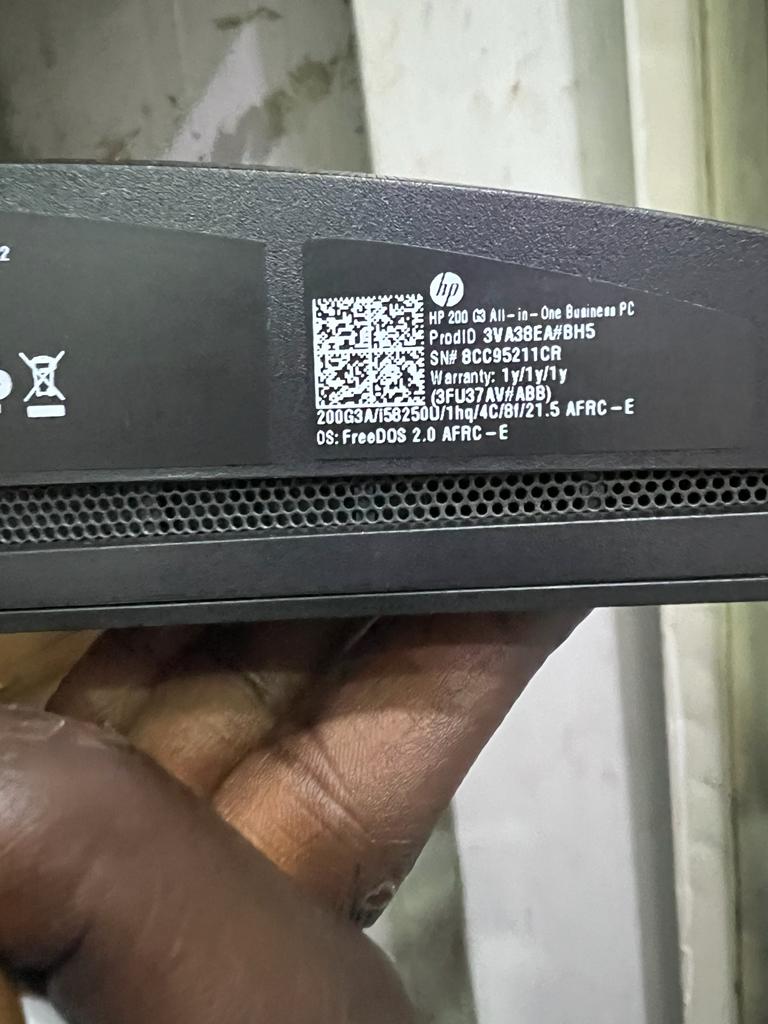 2
hp
HP 200 G3 All-in-One Business PC
ProdID 3VA38EA#BH5
SN# 8CC95211CR
Warranty: 1y/1y/1y
(3FU37AV#ABB)
200G3A/i58250U/1hq/4C/8f/21.5 AFRC-E
OS: FreeDOS 2.0 AFRC-E